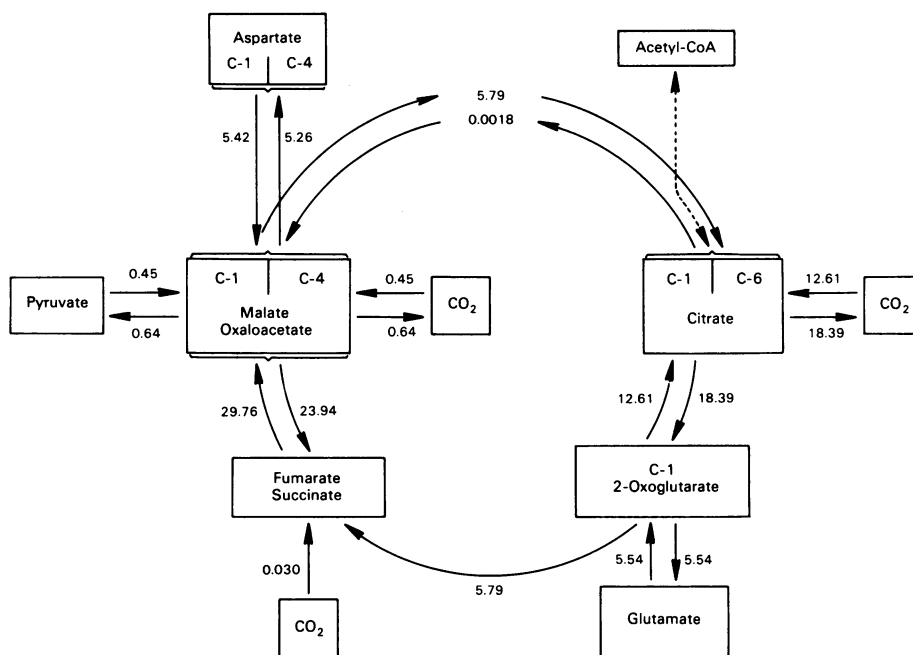 Aspartate
C-1 C-4
Acetyl-CoA
5.79
0.0018
5.42
5.26
C-1 C-4
Malate
Oxaloacetate
Pyruvate
0.45
0.64
0.45
0.64
CO2
C-1 C-6
Citrate
12.61
18.39
CO2
29.76
23.94
12.61
18.39
Fumarate
Succinate
C-1
2-Oxoglutarate
0.030
5.79
5.54
5.54
CO2
Glutamate